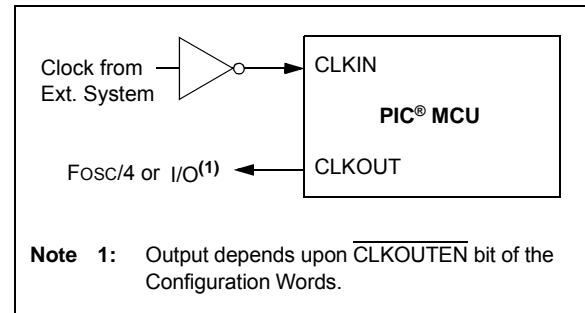 Clock from
Ext. System
CLKIN
PIC® MCU
FOSC/4 or I/O(1)
CLKOUT
Note 1: Output depends upon CLKOUTEN bit of the
Configuration Words.